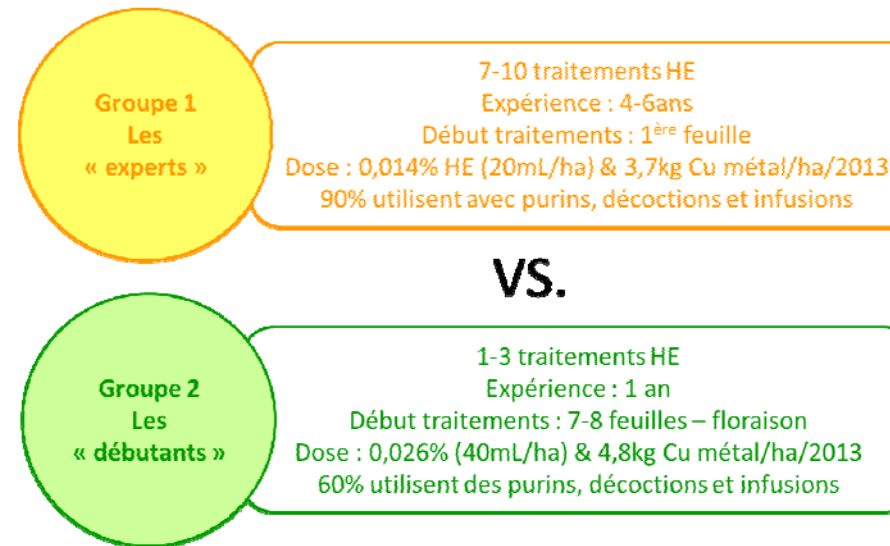 Groupe 1
Les
« experts »
7-10 traitements HE
Expérience : 4-6ans
Début traitements : 1ère feuille
Dose : 0,014% HE (20mL/ha) & 3,7kg Cu métal/ha/2013
90% utilisent avec purins, décoctions et infusions
VS.
Groupe 2
Les
« débutants »
1-3 traitements HE
Expérience : 1 an
Début traitements : 7-8 feuilles – floraison
Dose : 0,026% (40mL/ha) & 4,8kg Cu métal/ha/2013
60% utilisent des purins, décoctions et infusions